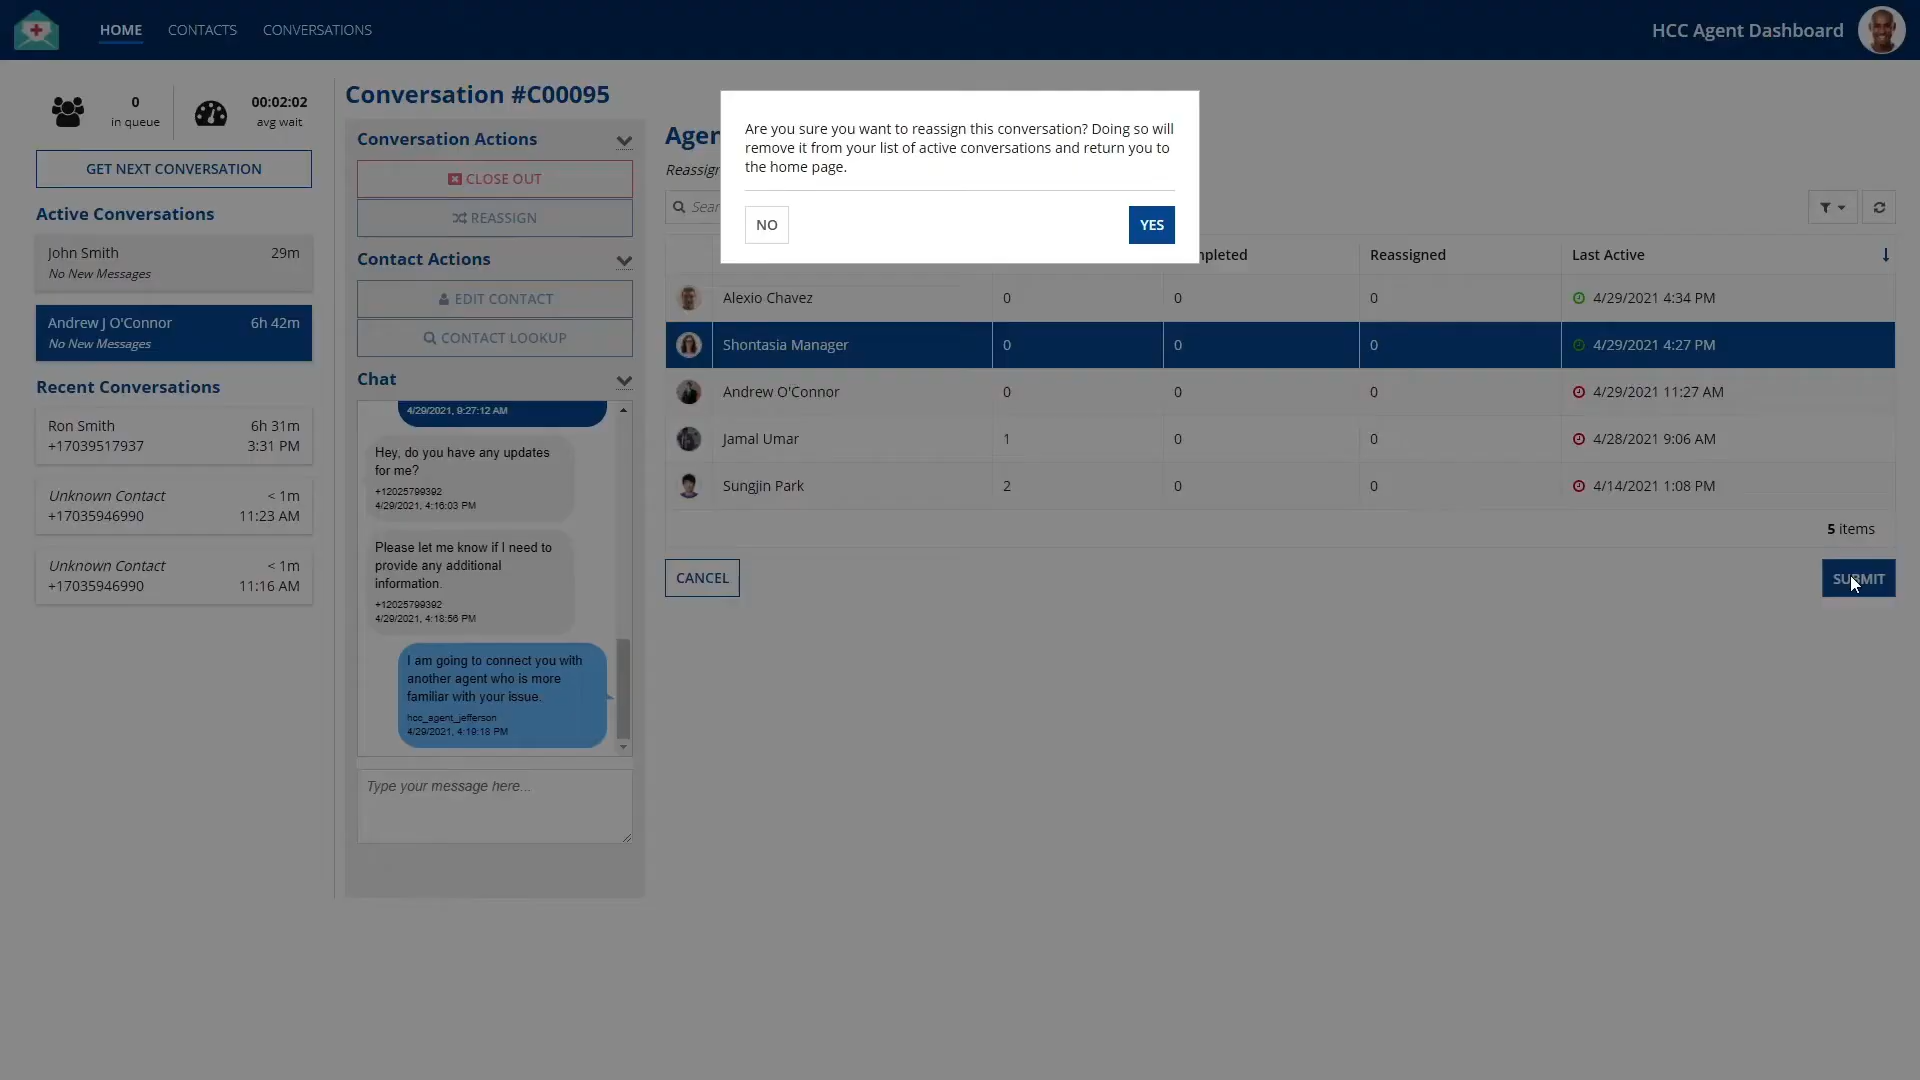 HOME
CONTACTS
CONVERSATIONS
HCC Agent Dashboard
0
in queue
00:02:02
avg wait
GET NEXT CONVERSATION
Active Conversations
John Smith 29m
No New Messages
Andrew J O'Connor 6h 42m
No New Messages
Recent Conversations
Ron Smith 6h 31m
+17039517937 3:31 PM
Unknown Contact < 1m
+17035946990 11:23 AM
Unknown Contact < 1m
+17035946990 11:16 AM
Conversation #C00095
Conversation Actions
CLOSE OUT
REASSIGN
Contact Actions
EDIT CONTACT
CONTACT LOOKUP
Chat
4/29/2021, 9:27:12 AM
Hey, do you have any updates
for me?
+12025799392
4/29/2021, 4:16:03 PM
Please let me know if I need to
provide any additional
information.
+12025799392
4/29/2021, 4:18:56 PM
I am going to connect you with
another agent who is more
familiar with your issue.
hcc_agent_jefferson
4/29/2021, 4:19:18 PM
Type your message here...
Are you sure you want to reassign this conversation? Doing so will
remove it from your list of active conversations and return you to
the home page.
NO
YES
Reassigned
Last Active
Alexio Chavez 0 0 0 4/29/2021 4:34 PM
Shontasia Manager 0 0 0 4/29/2021 4:27 PM
Andrew O'Connor 0 0 0 4/29/2021 11:27 AM
Jamal Umar 1 0 0 4/28/2021 9:06 AM
Sungjin Park 2 0 0 4/14/2021 1:08 PM
5 items
CANCEL
SUBMIT